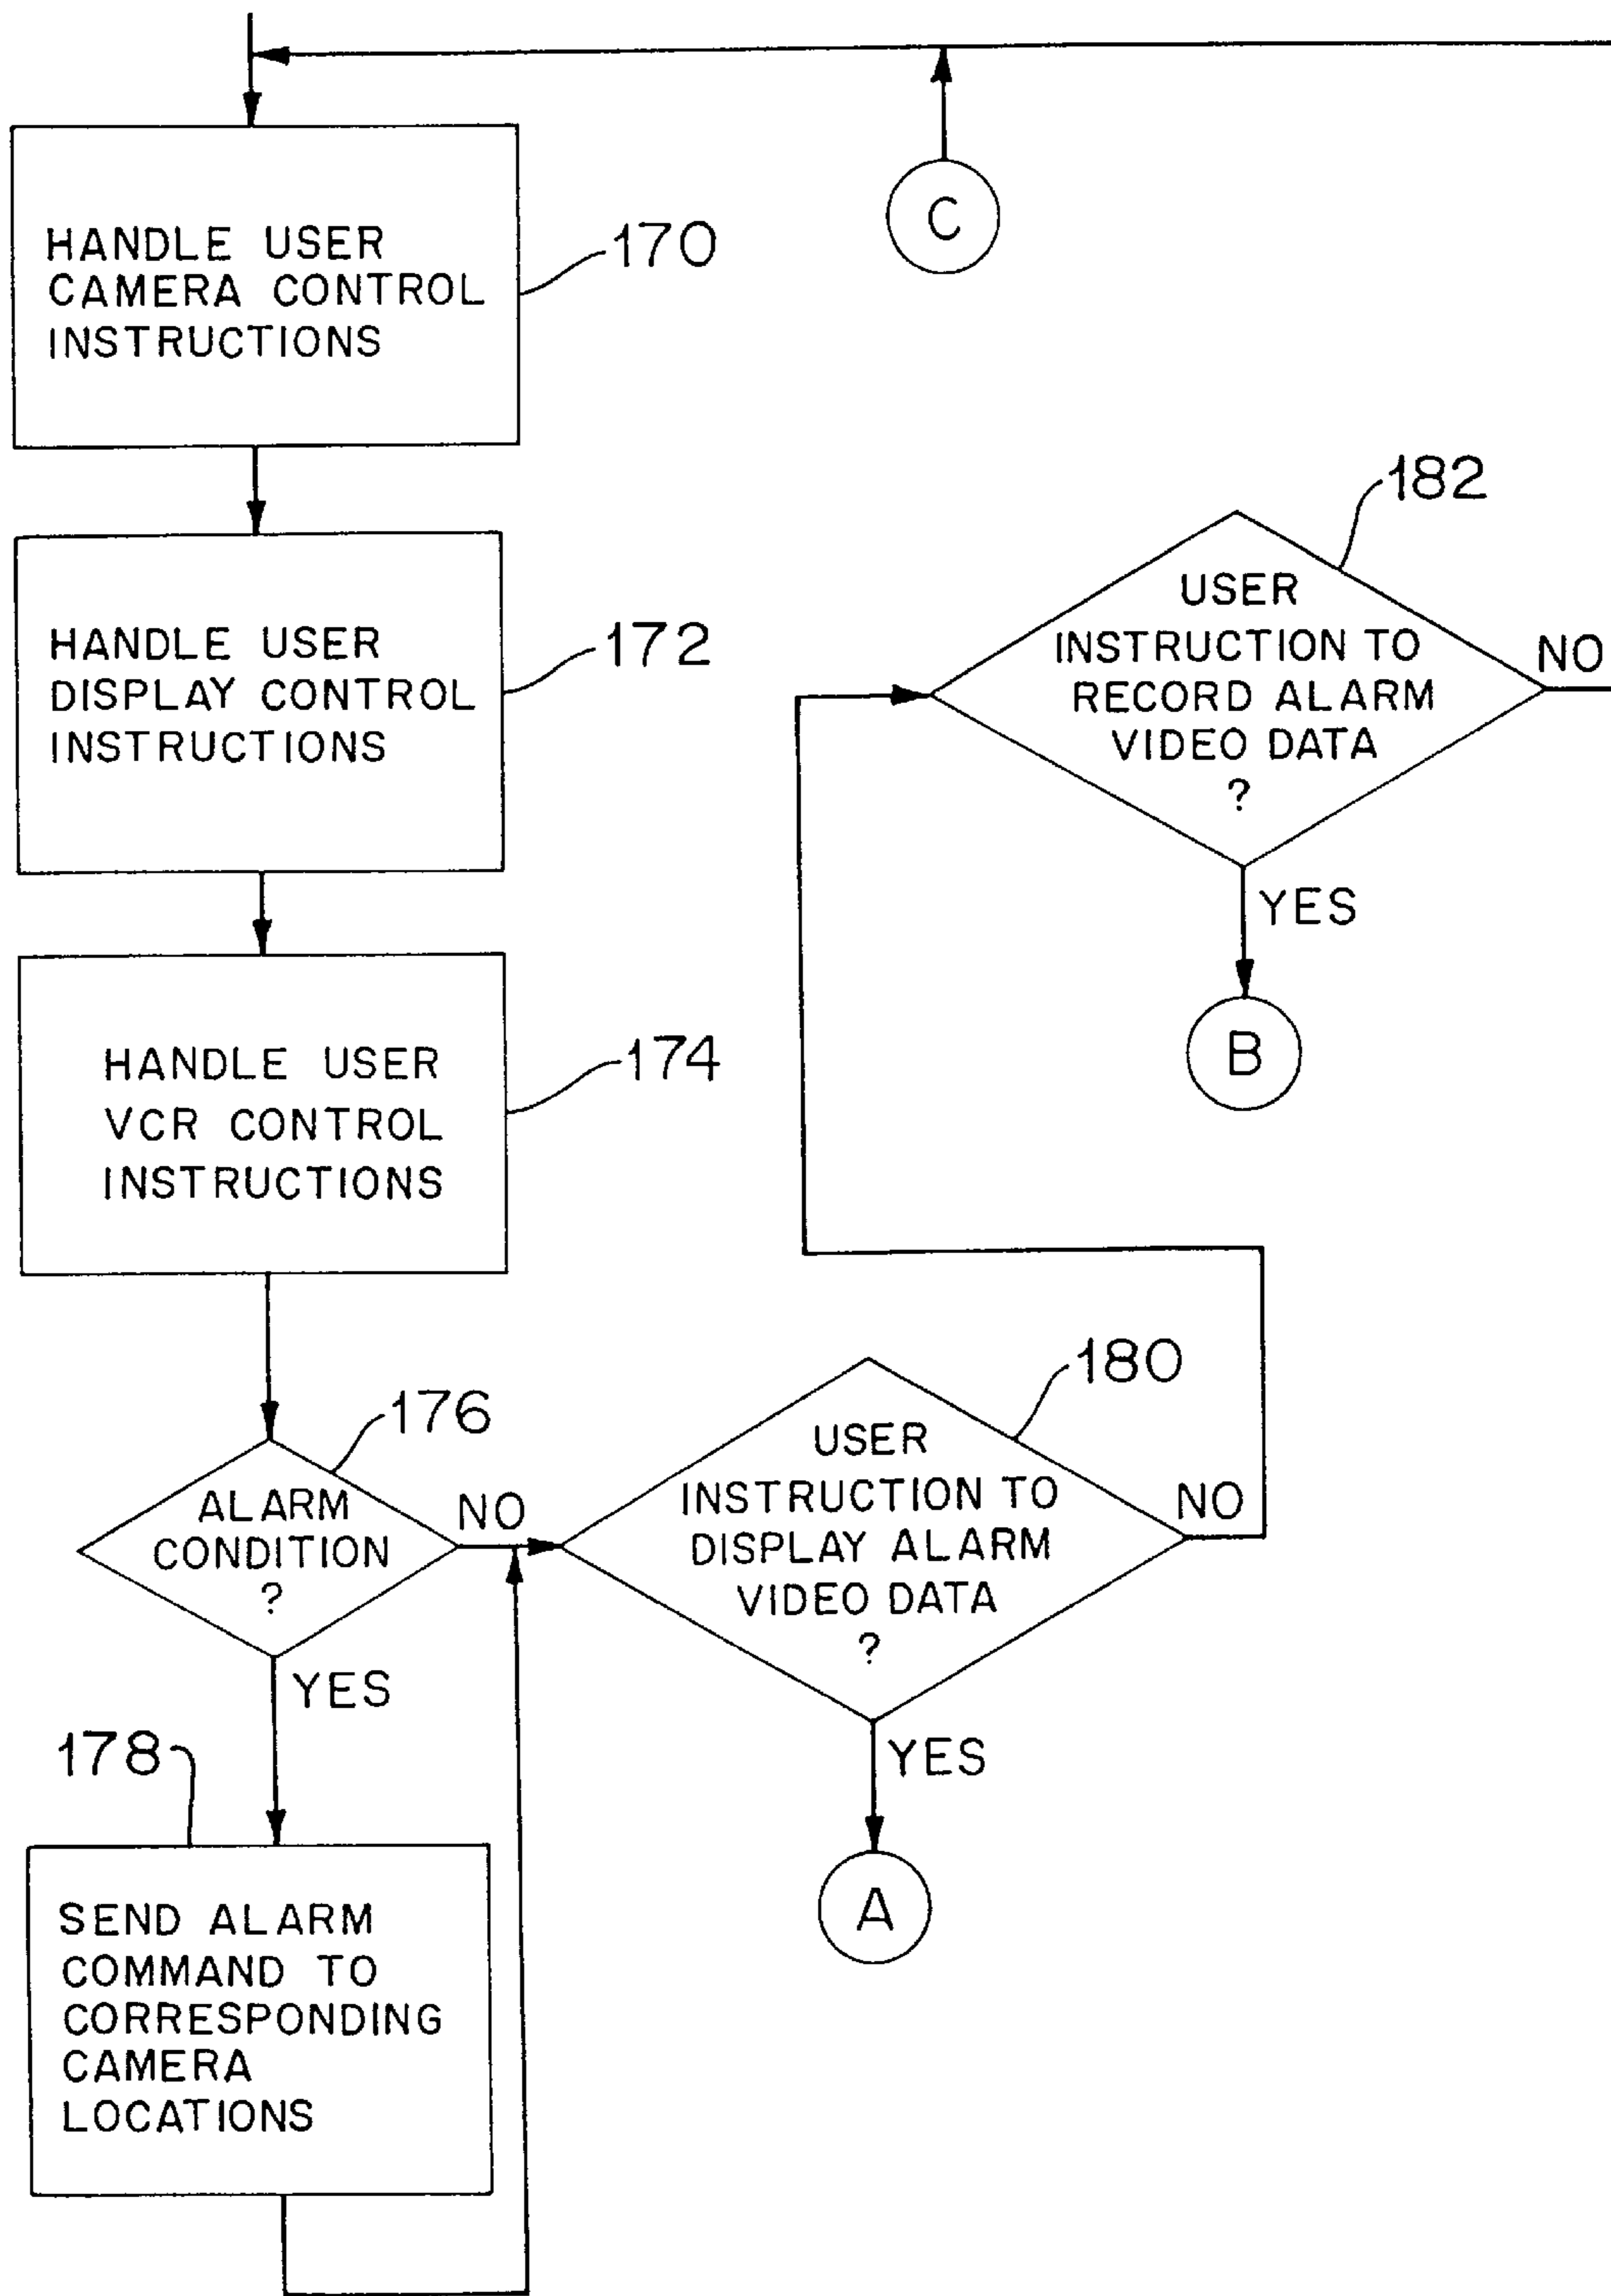 C
HANDLE USER
CAMERA CONTROL
INSTRUCTIONS
170
HANDLE USER
DISPLAY CONTROL
INSTRUCTIONS
172
HANDLE USER
VCR CONTROL
INSTRUCTIONS
174
176
ALARM
CONDITION
?
NO
YES
178
SEND ALARM
COMMAND TO
CORRESPONDING
CAMERA
LOCATIONS
180
USER
INSTRUCTION TO
DISPLAY ALARM
VIDEO DATA
?
NO
YES
A
182
USER
INSTRUCTION TO
RECORD ALARM
VIDEO DATA
?
NO
YES
B